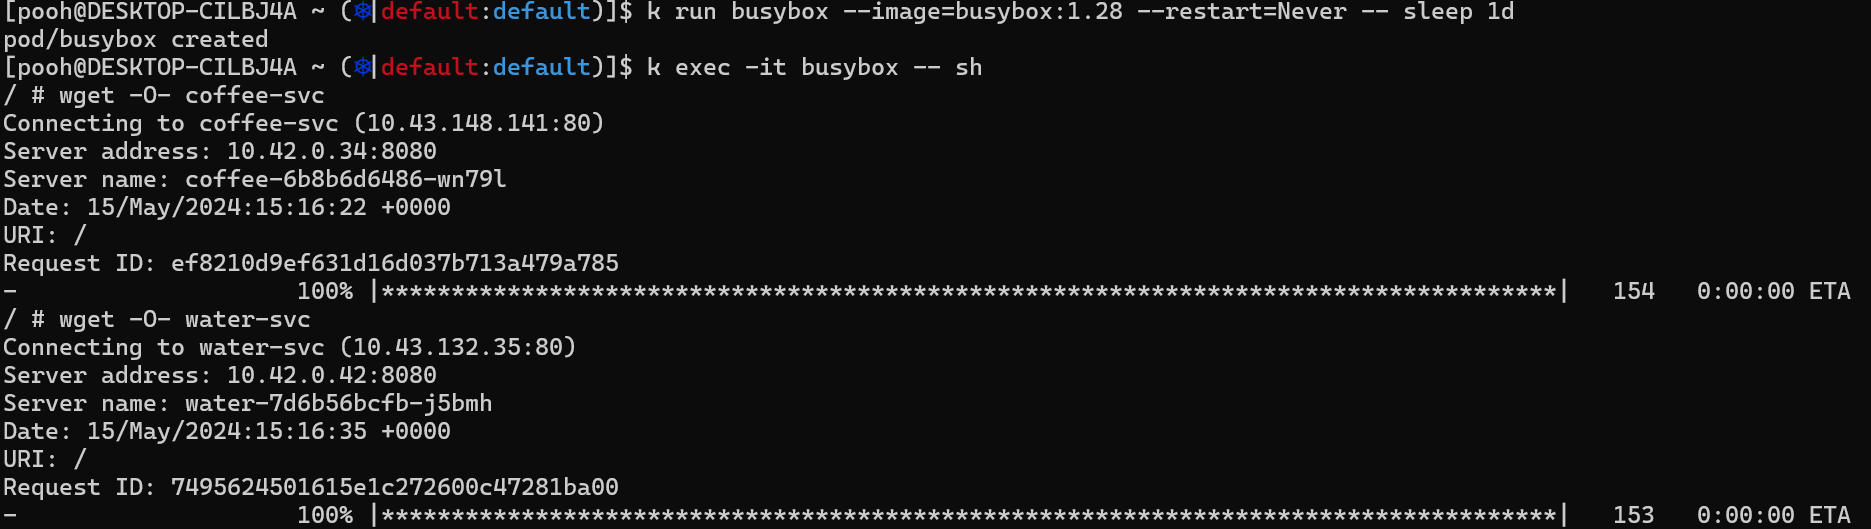 [pooh@DESKTOP-CILBJ4A ~ (⎈|default:default)]$ k run busybox --image=busybox:1.28 --restart=Never -- sleep 1d
pod/busybox created
[pooh@DESKTOP-CILBJ4A ~ (⎈|default:default)]$ k exec -it busybox -- sh
/ # wget -O- coffee-svc
Connecting to coffee-svc (10.43.148.141:80)
Server address: 10.42.0.34:8080
Server name: coffee-6b8b6d6486-wn79l
Date: 15/May/2024:15:16:22 +0000
URI: /
Request ID: ef8210d9ef631d16d037b713a479a785
-                    100% |************************************************************************************|   154   0:00:00 ETA
/ # wget -O- water-svc
Connecting to water-svc (10.43.132.35:80)
Server address: 10.42.0.42:8080
Server name: water-7d6b56bcfb-j5bmh
Date: 15/May/2024:15:16:35 +0000
URI: /
Request ID: 7495624501615e1c272600c47281ba00
-                    100% |************************************************************************************|   153   0:00:00 ETA